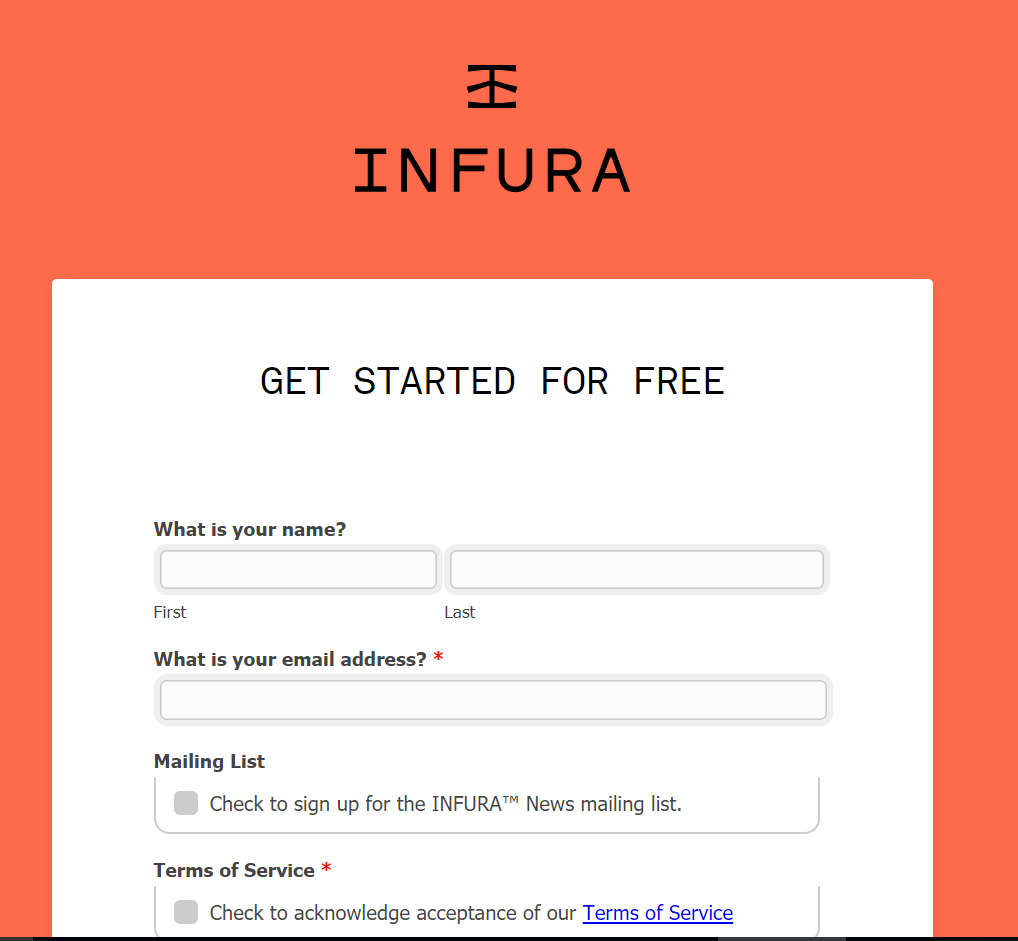 INFURA
GET STARTED FOR FREE
What is your name?
First Last
What is your email address? *
Mailing List
Check to sign up for the INFURA™ News mailing list.
Terms of Service *
Check to acknowledge acceptance of our Terms of Service